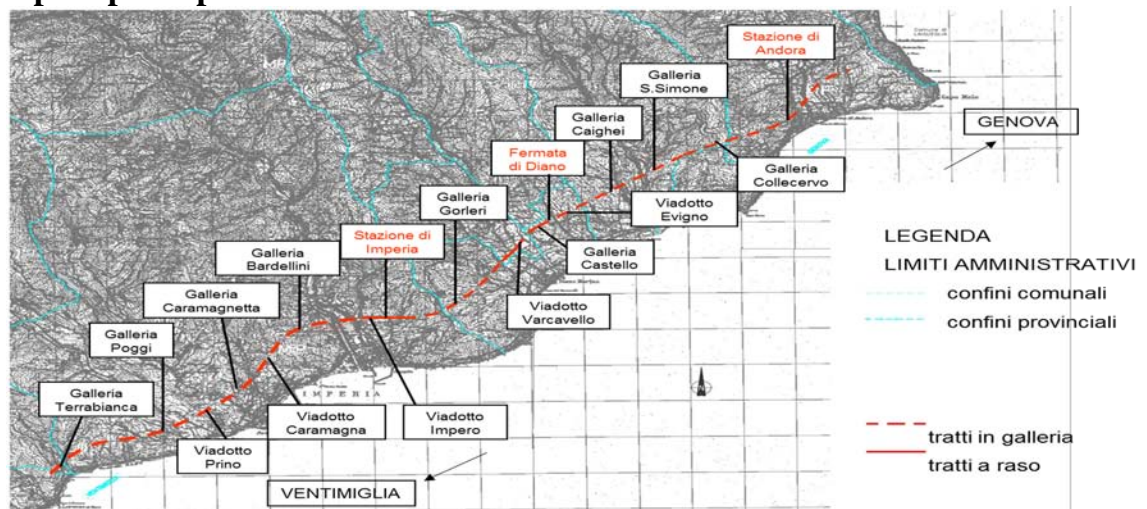 Stazione di
Andora
Galleria
S.Simone
Galleria
Caighei
GENOVA
Fermata
di Diano
Galleria
Collecervo
Galleria
Gorleri
Viadotto
Evigno
Stazione di
Imperia
Galleria
Bardellini
Galleria
Castello
Galleria
Caramagnetta
Viadotto
Varcavello
Galleria
Poggi
Galleria
Terrabianca
IMPERIA
Viadotto
Caramagna
Viadotto
Impero
Viadotto
Prino
VENTIMIGLIA
LEGENDA
LIMITI AMMINISTRATIVI
confini comunali
confini provinciali
tratti in galleria
tratti a raso